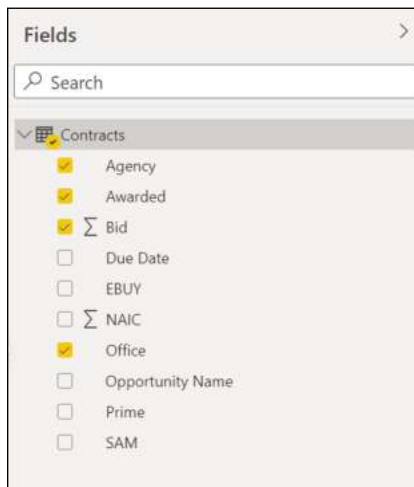 Fields
Search
Contracts
Agency
Awarded
Σ Bid
Due Date
EBUY
Σ NAIC
Office
Opportunity Name
Prime
SAM